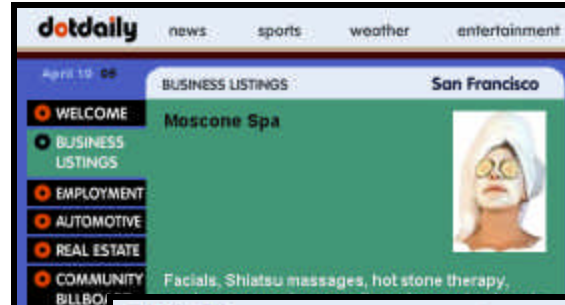 dotdaily news sports weather entertainment
April 19
BUSINESS LISTINGS San Francisco
WELCOME
Moscone Spa
BUSINESS
LISTINGS
EMPLOYMENT
AUTOMOTIVE
REAL ESTATE
COMMUNITY
Facials, Shiatsu massages, hot stone therapy,